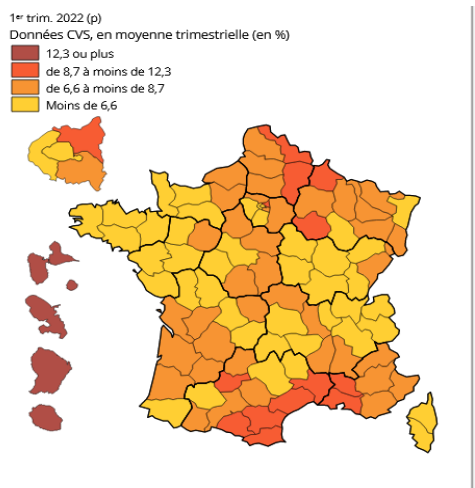 1er trim. 2022 (p)
Données CVS, en moyenne trimestrielle (en %)
12,3 ou plus
de 8,7 à moins de 12,3
de 6,6 à moins de 8,7
Moins de 6,6